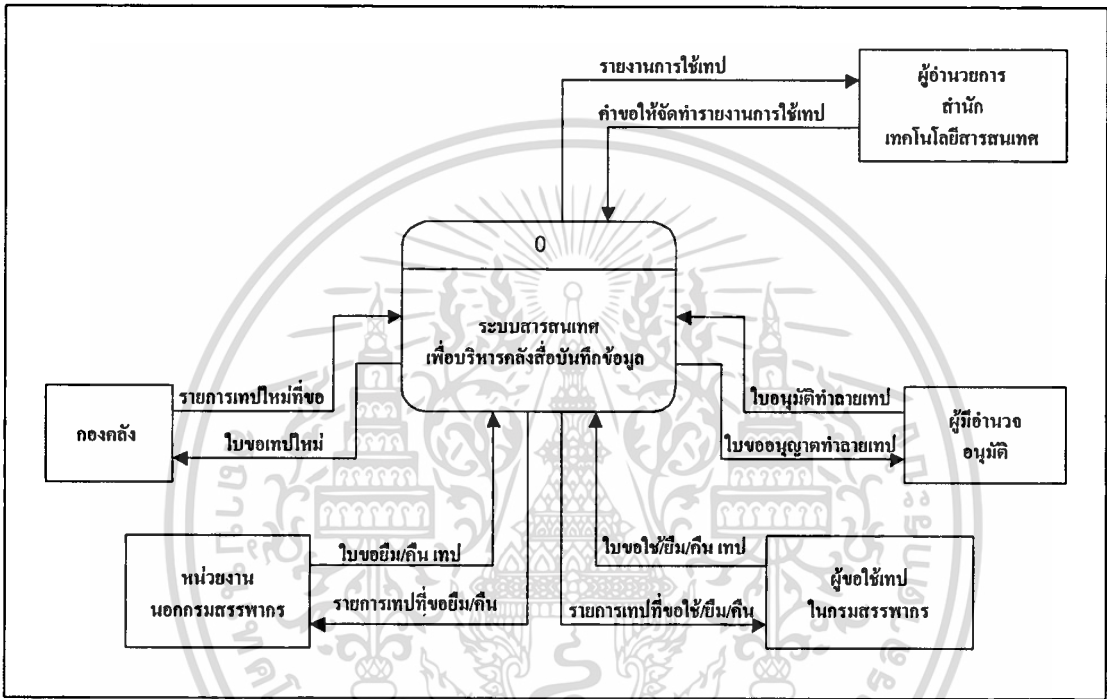 รายงานการใช้เทป
ผู้อำนวยการ
สำนัก
เทคโนโลยีสารสนเทศ
คำขอให้จัดทำรายงานการใช้เทป
0
ระบบสารสนเทศ
เพื่อบริหารคลังสื่อบันทึกข้อมูล
รายการเทปใหม่ที่ขอ
กองคลัง
ใบขอเทปใหม่
ใบอนุมัติทำลายเทป
ผู้มีอำนวจ
อนุมัติ
ใบขออนุญาตทำลายเทป
ใบขอยืม/คืน เทป
หน่วยงาน
นอกกรมสรรพากร
รายการเทปที่ขอยืม/คืน
ใบขอใช้/ยืม/คืน เทป
ผู้ขอใช้เทป
ในกรมสรรพากร
รายการเทปที่ขอใช้/ยืม/คืน